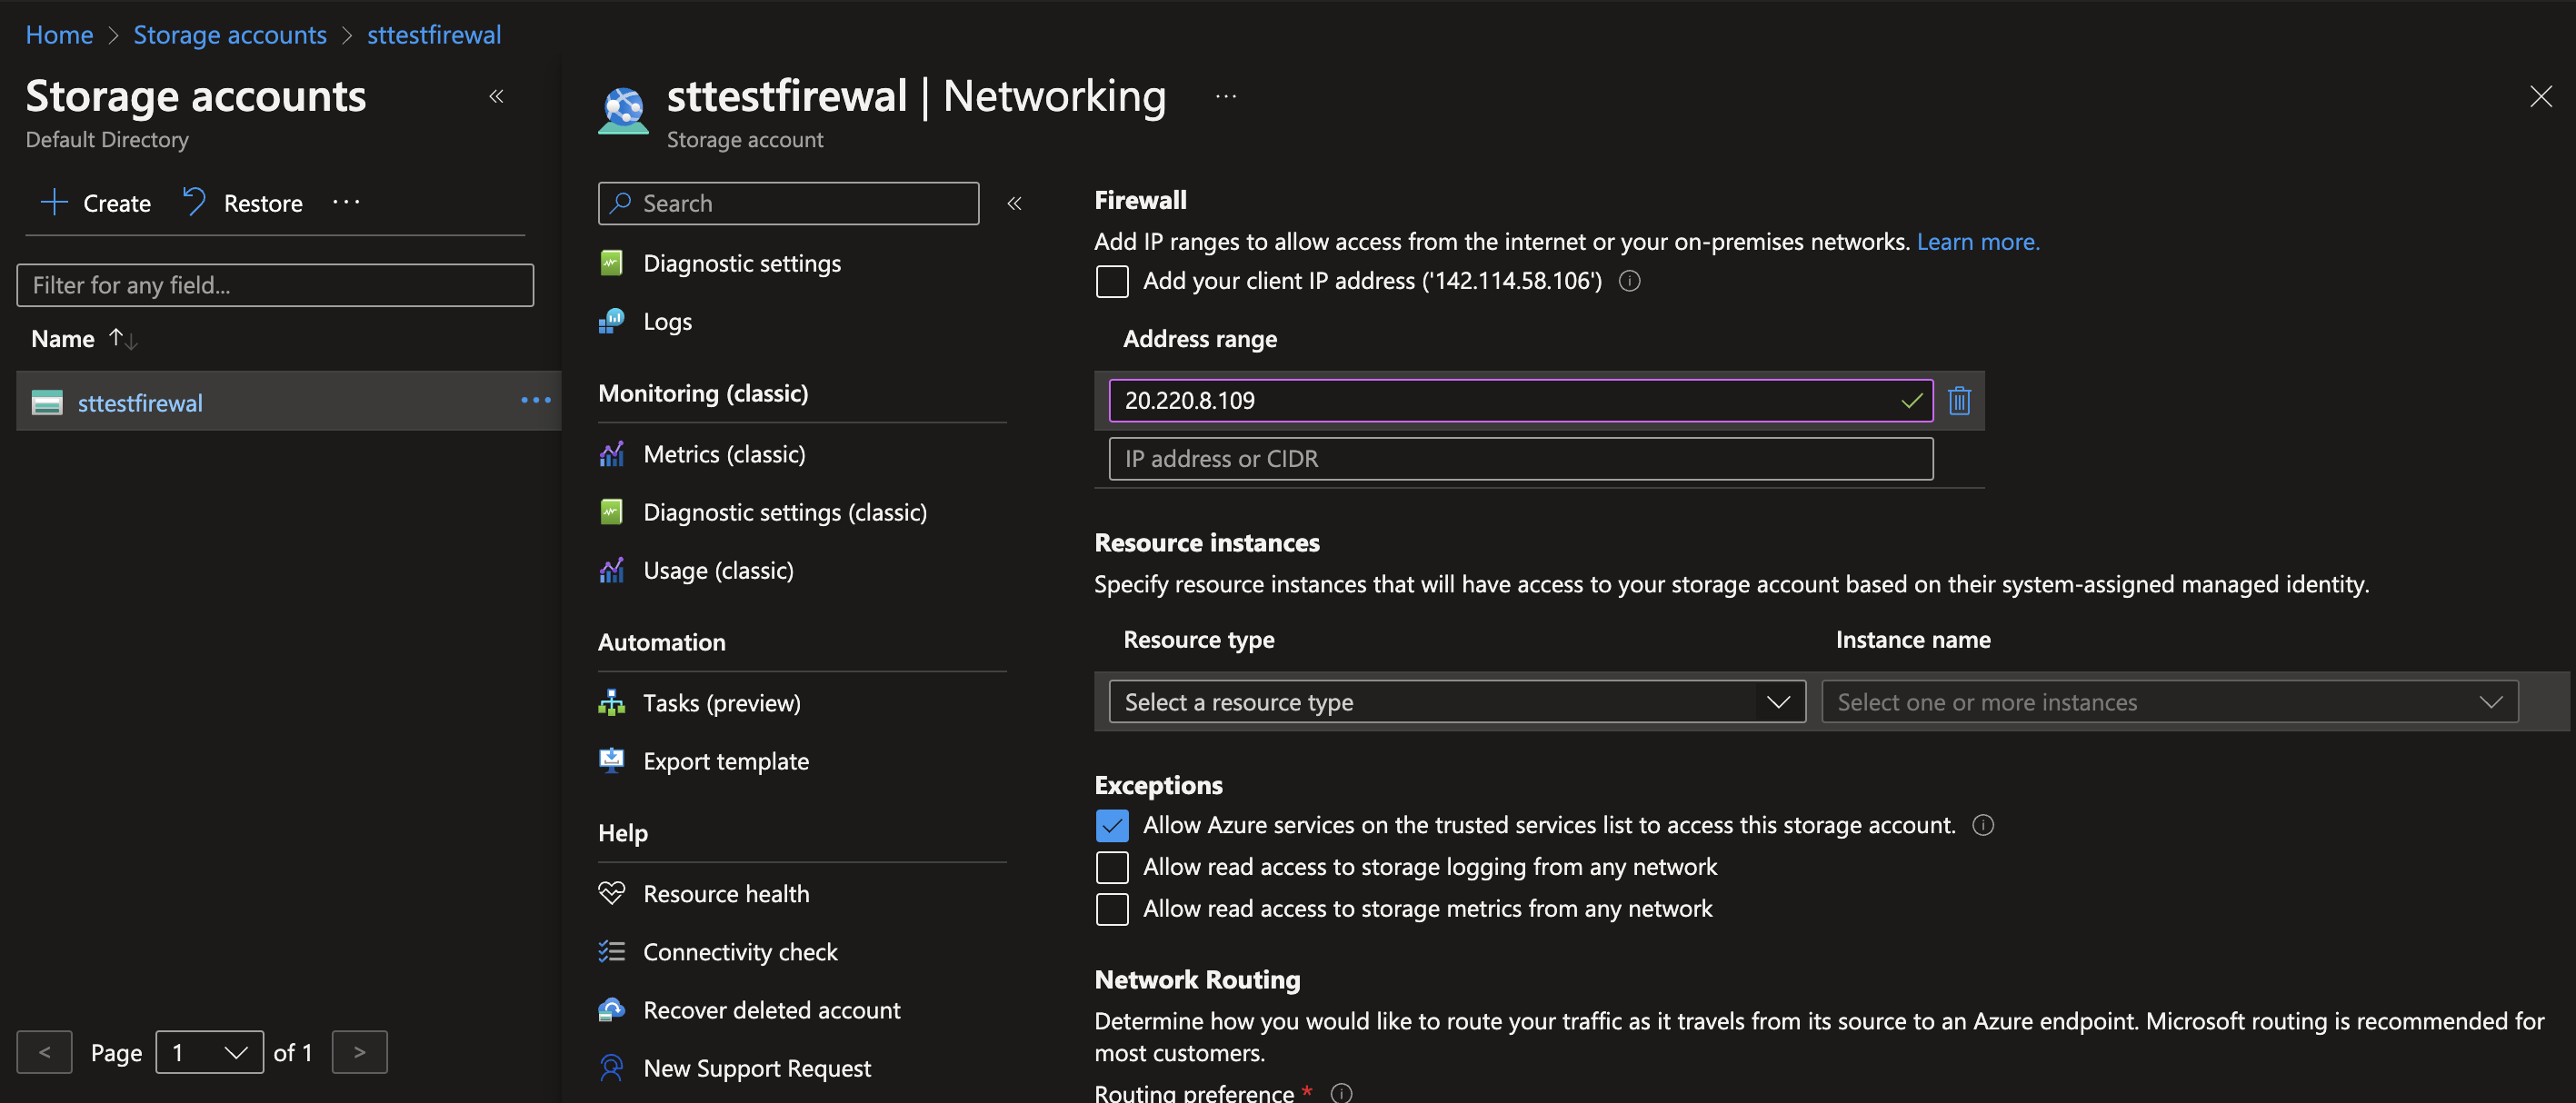 Home > Storage accounts > sttestfirewal
Storage accounts
Default Directory
Create Restore ...
Filter for any field...
Name
sttestfirewal ...
< Page 1 of 1 >
sttestfirewal | Networking ...
Storage account
Search
Diagnostic settings
Logs
Monitoring (classic)
Metrics (classic)
Diagnostic settings (classic)
Usage (classic)
Automation
Tasks (preview)
Export template
Help
Resource health
Connectivity check
Recover deleted account
New Support Request
Firewall
Add IP ranges to allow access from the internet or your on-premises networks. Learn more.
Add your client IP address ('142.114.58.106')
Address range
20.220.8.109
IP address or CIDR
Resource instances
Specify resource instances that will have access to your storage account based on their system-assigned managed identity.
Resource type Instance name
Select a resource type Select one or more instances
Exceptions
Allow Azure services on the trusted services list to access this storage account.
Allow read access to storage logging from any network
Allow read access to storage metrics from any network
Network Routing
Determine how you would like to route your traffic as it travels from its source to an Azure endpoint. Microsoft routing is recommended for
most customers.
Routing preference *